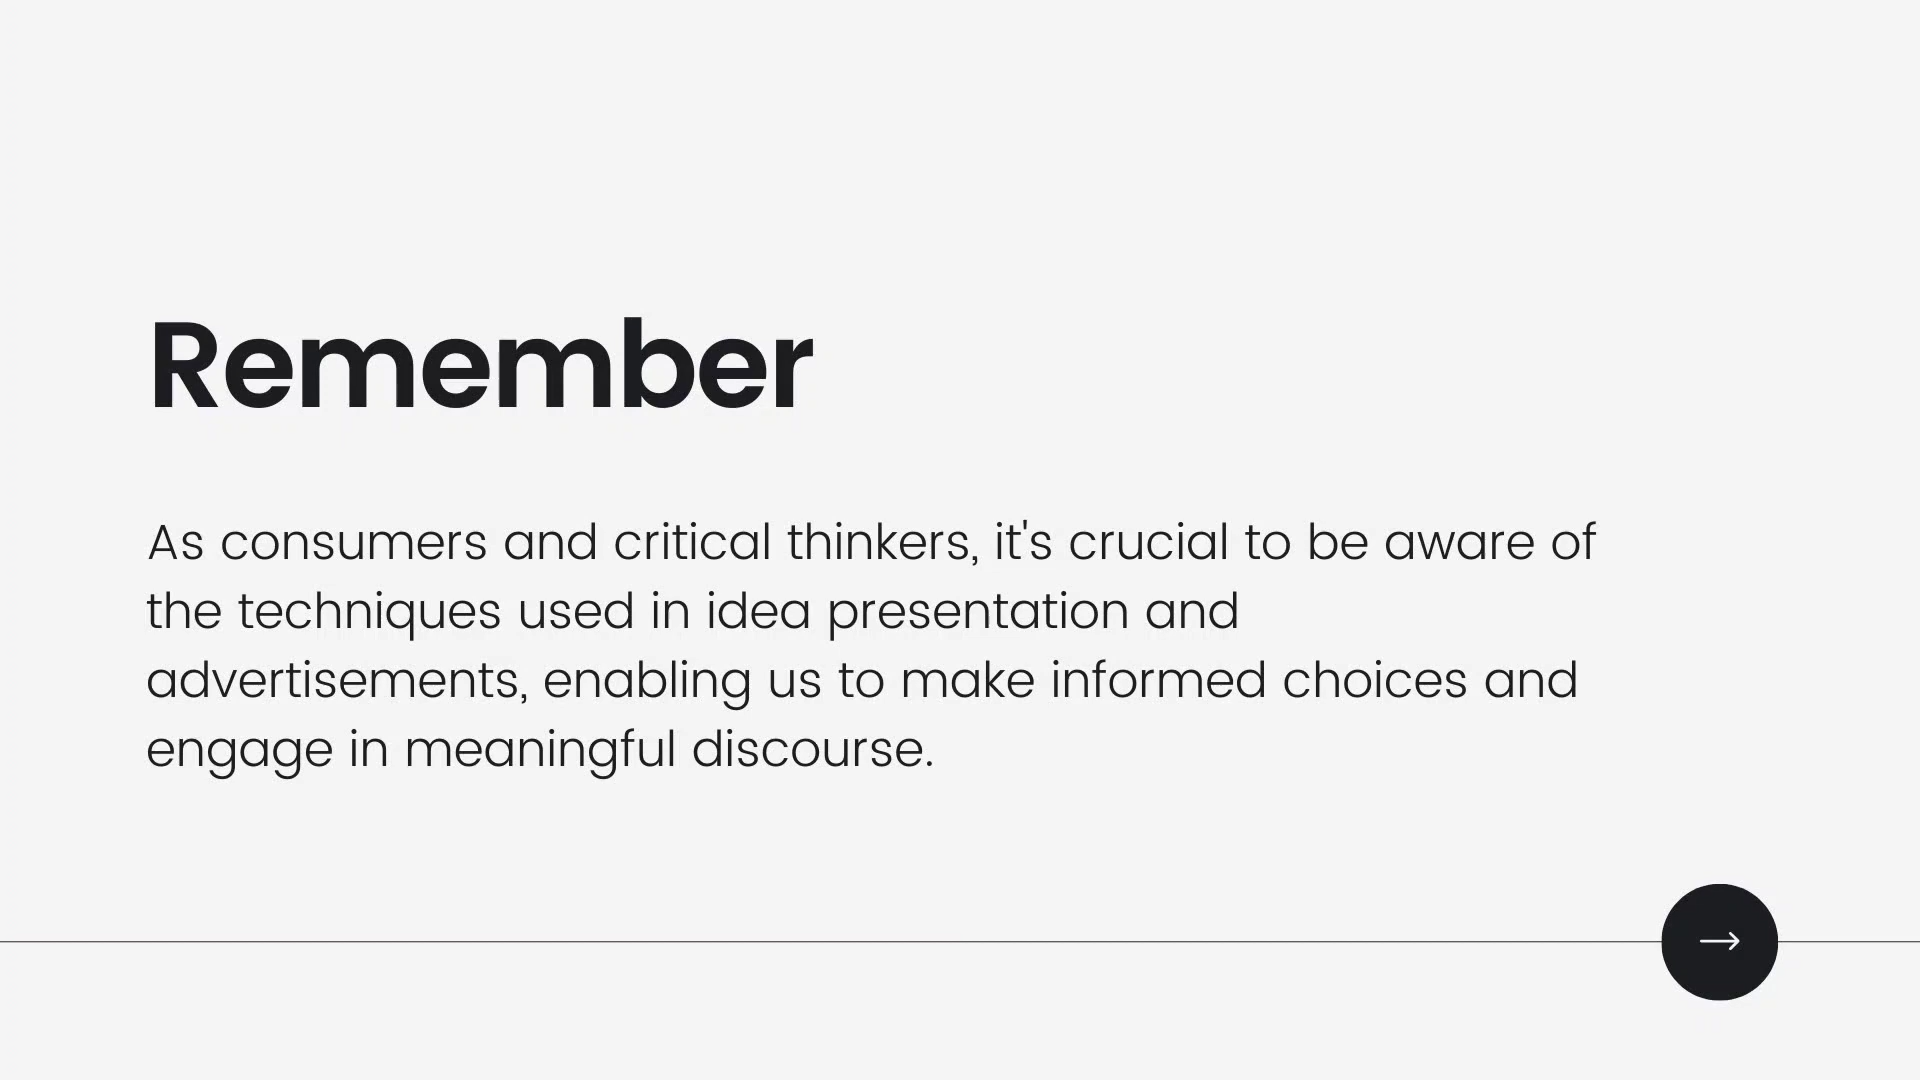 Remember
As consumers and critical thinkers, it's crucial to be aware of
the techniques used in idea presentation and
advertisements, enabling us to make informed choices and
engage in meaningful discourse.